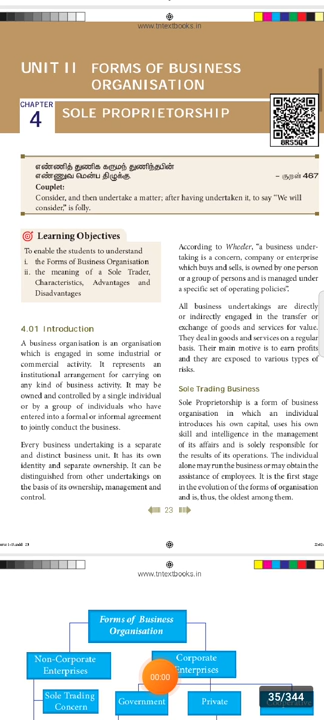 www.tntextbooks.in
UNIT II FORMS OF BUSINESS
ORGANISATION
CHAPTER
4
SOLE PROPRIETORSHIP
BR55Q4
எண்ணித் துணிக கருமந் துணிந்தபின்
எண்ணுவ மென்ப திழுக்கு. – குறள் 467
Couplet:
Consider, and then undertake a matter; after having undertaken it, to say “We will
consider,” is folly.
Learning Objectives
To enable the students to understand
i. the Forms of Business Organisation
ii. the meaning of a Sole Trader,
Characteristics, Advantages and
Disadvantages
4.01 Introduction
A business organisation is an organisation
which is engaged in some industrial or
commercial activity. It represents an
institutional arrangement for carrying on
any kind of business activity. It may be
owned and controlled by a single individual
or by a group of individuals who have
entered into a formal or informal agreement
to jointly conduct the business.
Every business undertaking is a separate
and distinct business unit. It has its own
identity and separate ownership. It can be
distinguished from other undertakings on
the basis of its ownership, management and
control.
According to Wheeler, “a business under-
taking is a concern, company or enterprise
which buys and sells, is owned by one person
or a group of persons and is managed under
a specific set of operating policies”.
All business undertakings are directly
or indirectly engaged in the transfer or
exchange of goods and services for value.
They deal in goods and services on a regular
basis. Their main motive is to earn profits
and they are exposed to various types of
risks.
Sole Trading Business
Sole Proprietorship is a form of business
organisation in which an individual
introduces his own capital, uses his own
skill and intelligence in the management
of its affairs and is solely responsible for
the results of its operations. The individual
alone may run the business or may obtain the
assistance of employees. It is the first stage
in the evolution of the forms of organisation
and is, thus, the oldest among them.
23
www.tntextbooks.in
Forms of Business
Organisation
Non-Corporate
Enterprises
Corporate
Enterprises
Sole Trading
Concern
Government
Private
00:00
35/344